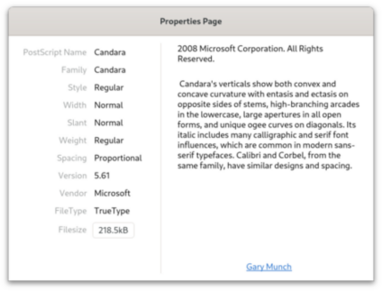 Properties Page
PostScript Name Candara
Family Candara
Style Regular
Width Normal
Slant Normal
Weight Regular
Spacing Proportional
Version 5.61
Vendor Microsoft
FileType TrueType
Filesize 218.5kB
2008 Microsoft Corporation. All Rights
Reserved.
Candara's verticals show both convex and
concave curvature with entasis and ectasis on
opposite sides of stems, high-branching arcades
in the lowercase, large apertures in all open
forms, and unique ogee curves on diagonals. Its
italic includes many calligraphic and serif font
influences, which are common in modern sans-
serif typefaces. Calibri and Corbel, from the
same family, have similar designs and spacing.
Gary Munch